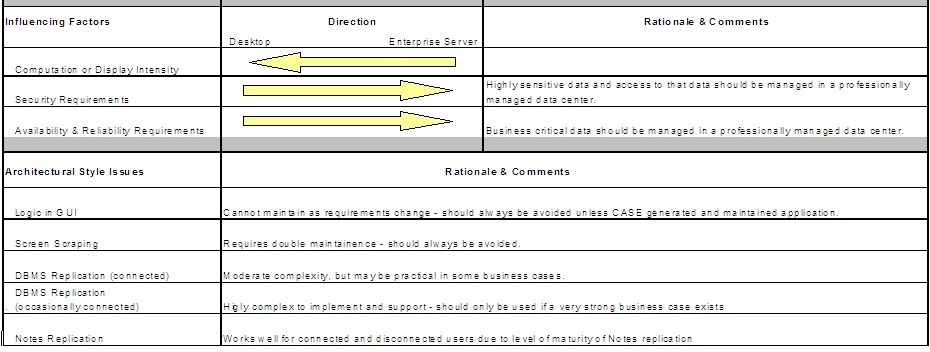 Influencing Factors Direction Rationale & Comments
Desktop Enterprise Server
Computation or Display Intensity
Security Requirements Highly sensitive data and access to that data should be managed in a professionally
managed data center.
Availability & Reliability Requirements Business critical data should be managed in a professionally managed data center.
Architectural Style Issues Rationale & Comments
Logic in GUI Cannot maintain as requirements change - should always be avoided unless CASE generated and maintained application.
Screen Scraping Requires double maintainence - should always be avoided.
DBMS Replication (connected) Moderate complexity, but may be practical in some business cases.
DBMS Replication
(occasionally connected) Higly complex to implement and support - should only be used if a very strong business case exists
Notes Replication Works well for connected and disconnected users due to level of maturity of Notes replication